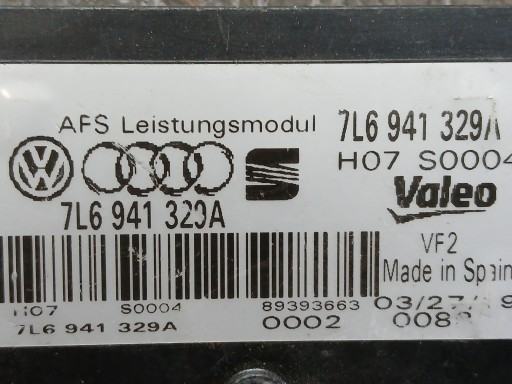 AFS Leistungsmodul
7L6 941 329A
H07 S0004
7L6 941 329A
Valeo
VF2
Made in Spain
H07 S0004 89393663
7L6 941 329A 0002